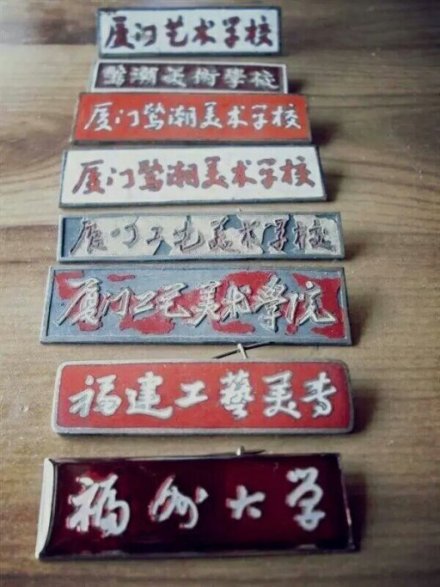 厦门艺术学校
鹭潮美術學校
厦门鹭潮美术学校
厦门鹭潮美术学校
厦门工艺美术学校
厦门工艺美术学院
福建工藝美专
福州大学